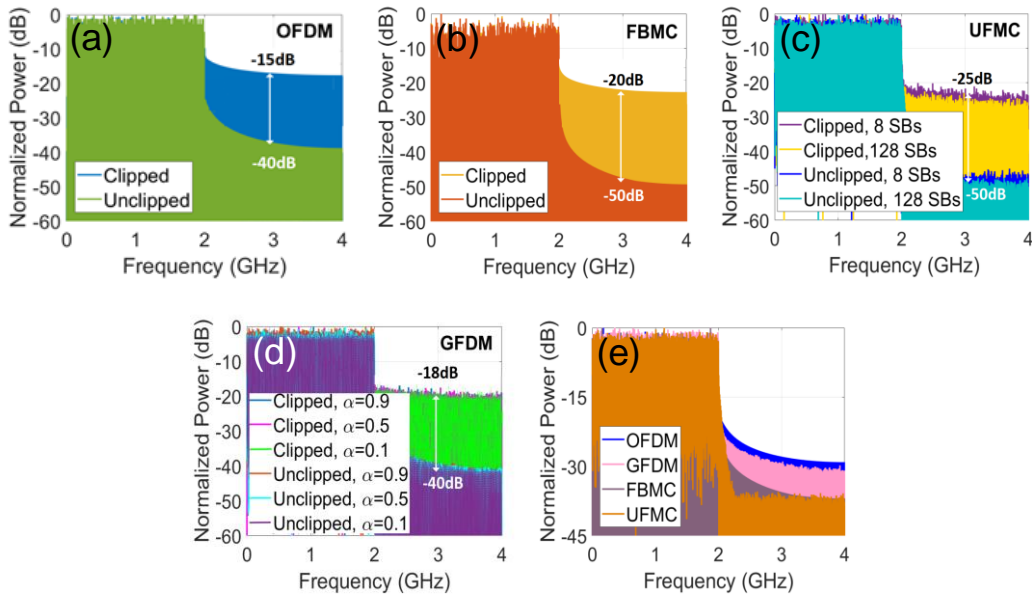 (a)
OFDM
Normalized Power (dB)
0
-10
-20
-30
-40
-50
-60
-15dB
-40dB
Clipped
Unclipped
0 1 2 3 4
Frequency (GHz)
(b)
FBMC
Normalized Power (dB)
0
-10
-20
-30
-40
-50
-60
-20dB
-50dB
Clipped
Unclipped
0 1 2 3 4
Frequency (GHz)
(c)
UFMC
Normalized Power (dB)
0
-10
-20
-30
-40
-50
-60
-25dB
-50dB
Clipped, 8 SBs
Clipped,128 SBs
Unclipped, 8 SBs
Unclipped, 128 SBs
0 1 2 3 4
Frequency (GHz)
(d)
GFDM
Normalized Power (dB)
0
-10
-20
-30
-40
-50
-60
-18dB
-40dB
Clipped, α=0.9
Clipped, α=0.5
Clipped, α=0.1
Unclipped, α=0.9
Unclipped, α=0.5
Unclipped, α=0.1
0 1 2 3 4
Frequency (GHz)
(e)
Normalized Power (dB)
0
-15
-30
-45
OFDM
GFDM
FBMC
UFMC
0 1 2 3 4
Frequency (GHz)